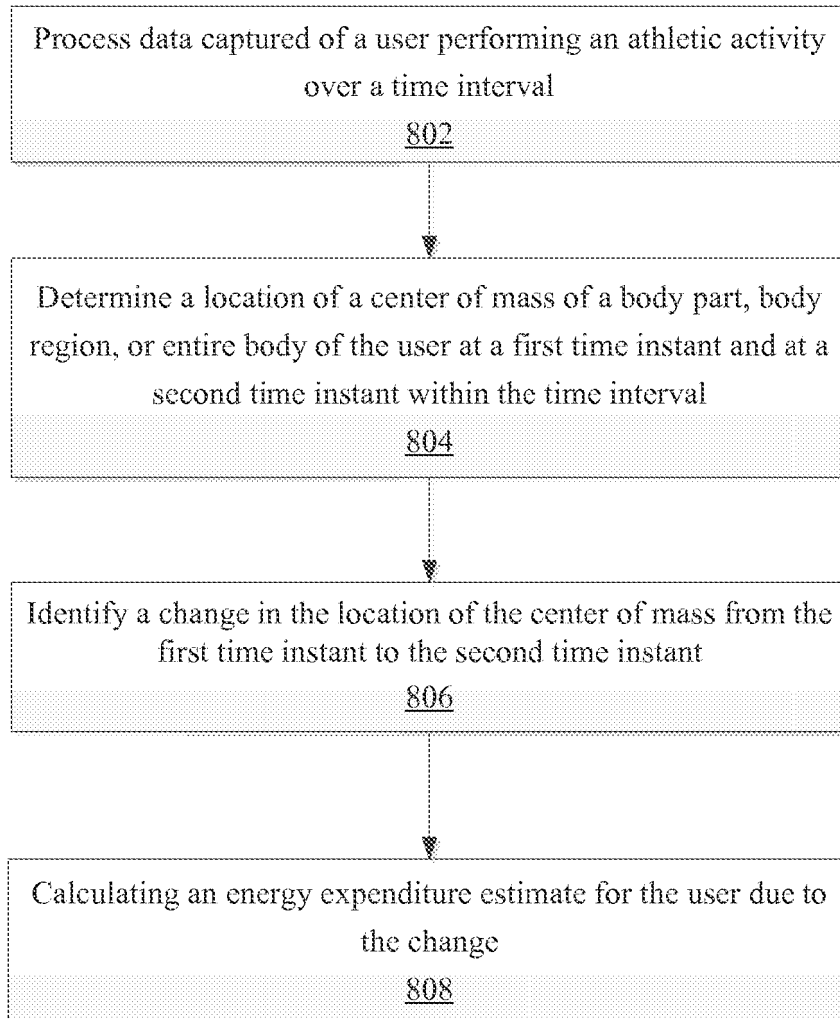 Process data captured of a user performing an athletic activity
over a time interval
802
Determine a location of a center of mass of a body part, body
region, or entire body of the user at a first time instant and at a
second time instant within the time interval
804
Identify a change in the location of the center of mass from the
first time instant to the second time instant
806
Calculating an energy expenditure estimate for the user due to
the change
808